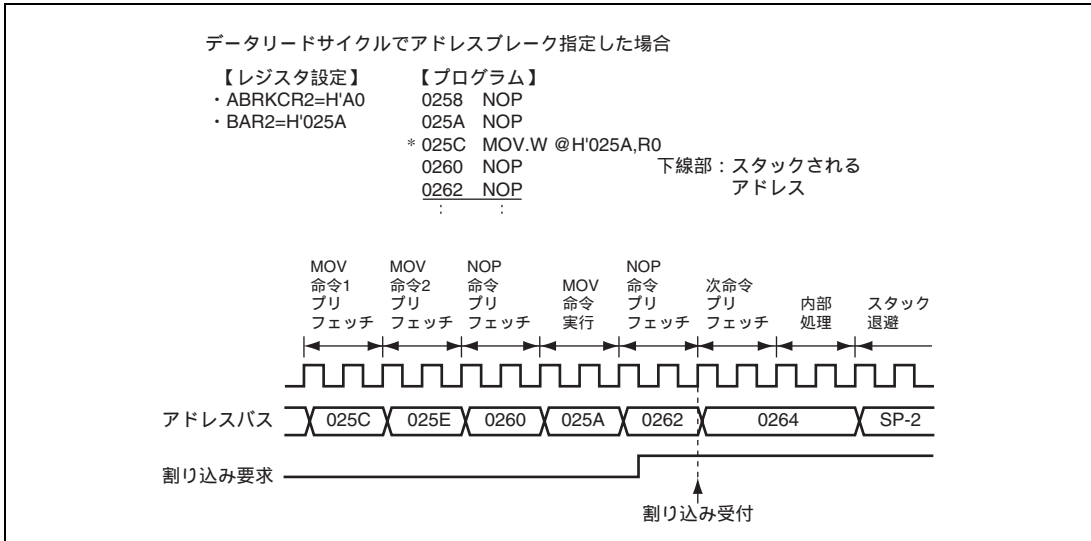 データリードサイクルでアドレスブレーク指定した場合
【レジスタ設定】
・ABRKCR2=H'A0
・BAR2=H'025A
【プログラム】
0258 NOP
025A NOP
* 025C MOV.W @H'025A,R0
0260 NOP
0262 NOP
: :
下線部：スタックされる
アドレス
MOV
命令1
プリ
フェッチ
MOV
命令2
プリ
フェッチ
NOP
命令
プリ
フェッチ
MOV
命令
実行
NOP
命令
プリ
フェッチ
次命令
プリ
フェッチ
内部
処理
スタック
退避
アドレスバス 025C 025E 0260 025A 0262 0264 SP-2
割り込み要求
割り込み受付